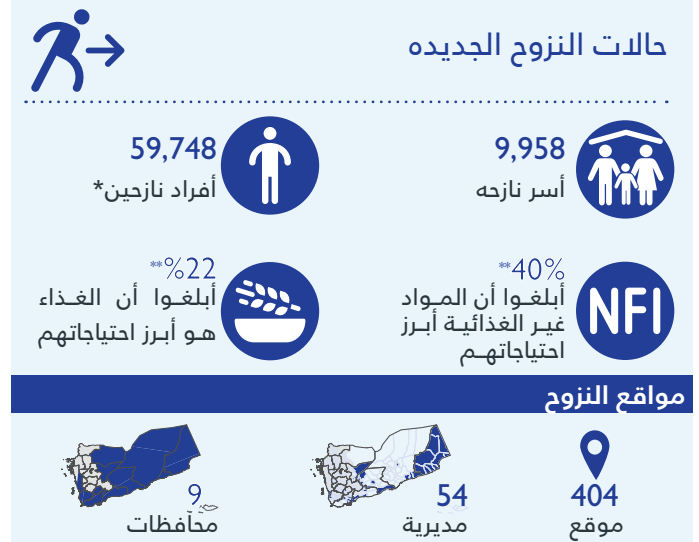 حالات النزوح الجديده
9,958
أسر نازحه
59,748
أفراد نازحين*
**40%
أبلغوا أن المواد
غير الغذائية أبرز
احتياجاتهم
NFI
**%22
أبلغوا أن الغذاء
هو أبرز احتياجاتهم
مواقع النزوح
404
موقع
54
مديرية
9
محافظات